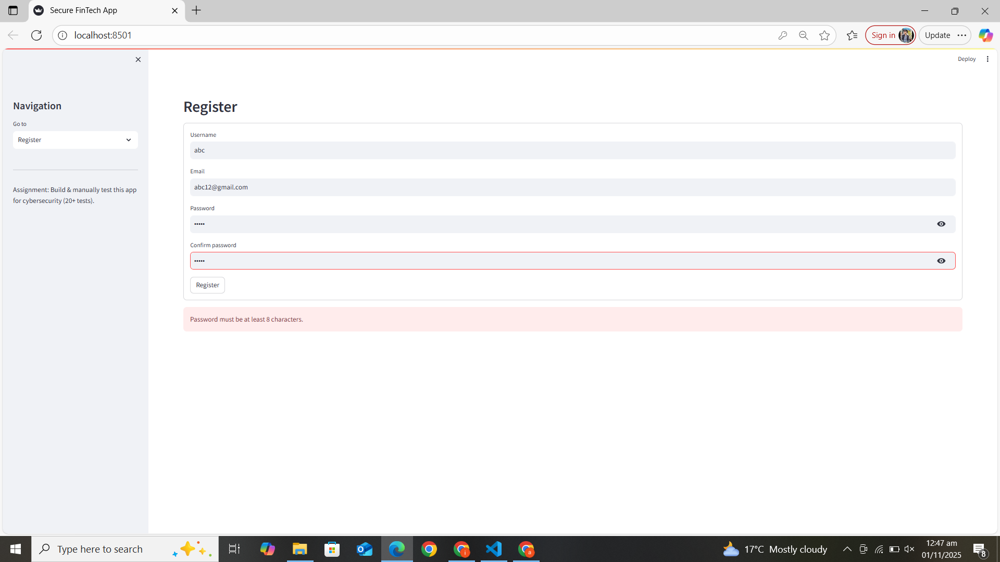 Secure FinTech App
localhost:8501
Sign in
Update
Deploy
Navigation
Go to
Register
Assignment: Build & manually test this app
for cybersecurity (20+ tests).
Register
Username
abc
Email
abc12@gmail.com
Password
•••••
Confirm password
•••••
Register
Password must be at least 8 characters.
Type here to search
17°C Mostly cloudy
12:47 am
01/11/2025
8